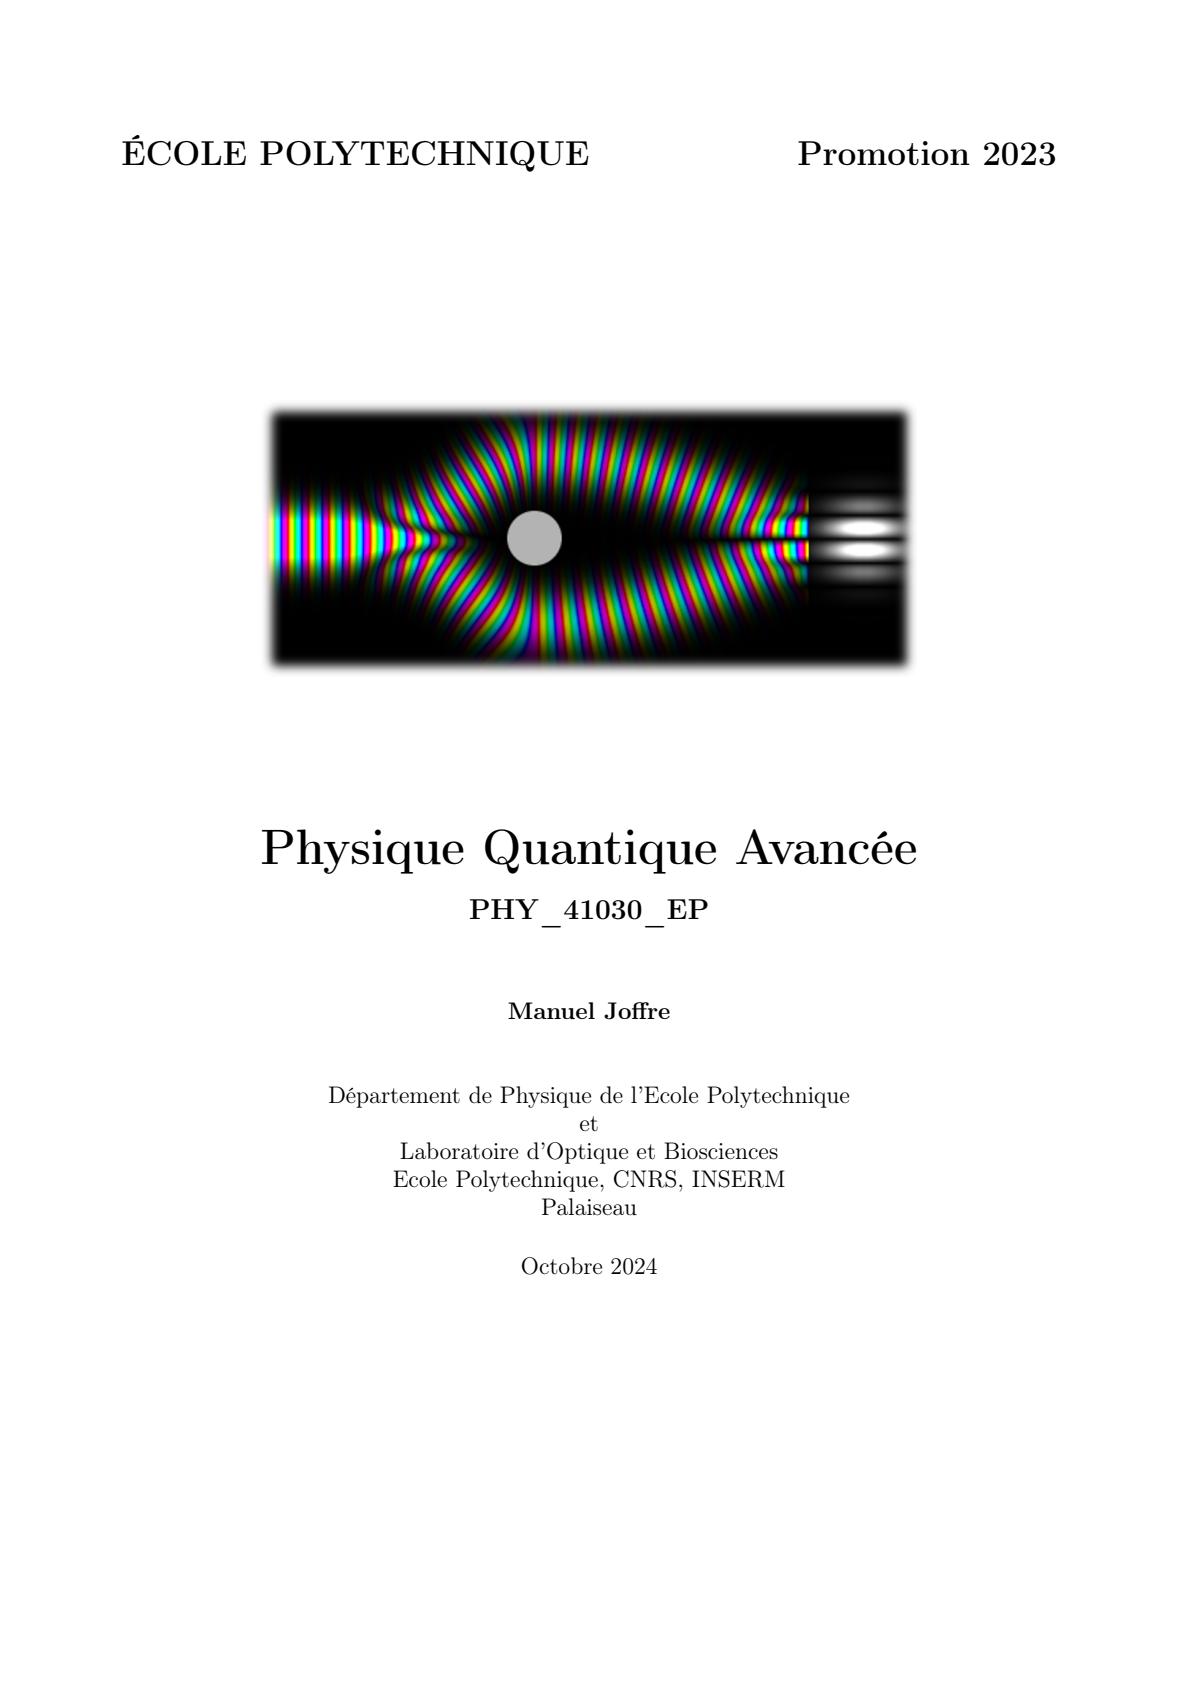 ÉCOLE POLYTECHNIQUE Promotion 2023
Physique Quantique Avancée
PHY_41030_EP
Manuel Joffre
Département de Physique de l'Ecole Polytechnique
et
Laboratoire d'Optique et Biosciences
Ecole Polytechnique, CNRS, INSERM
Palaiseau
Octobre 2024